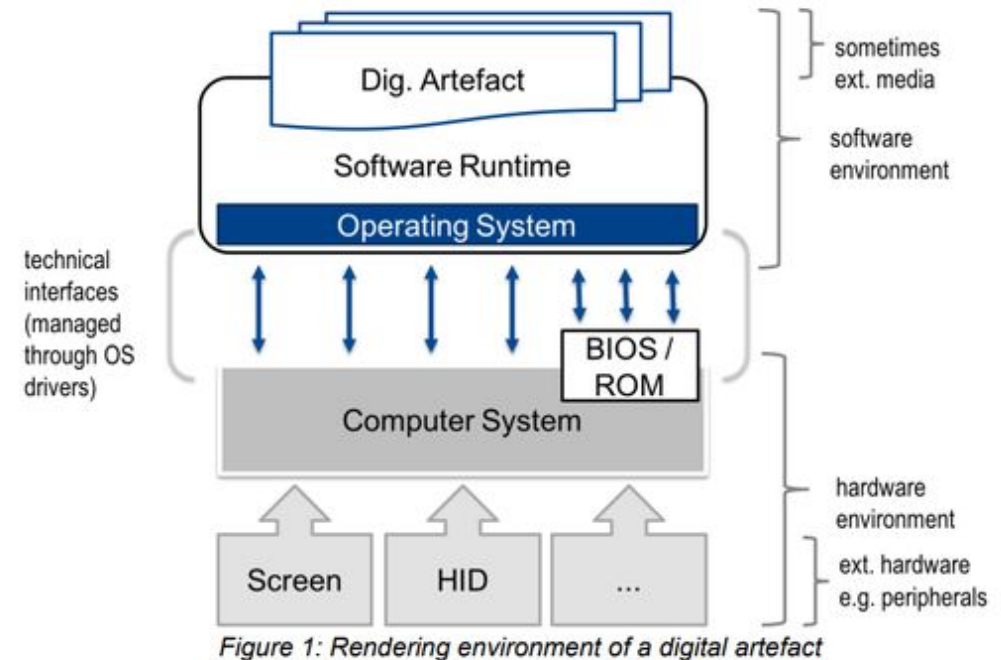 Dig. Artefact
sometimes
ext. media
Software Runtime
software
environment
Operating System
technical
interfaces
(managed
through OS
drivers)
BIOS /
ROM
Computer System
hardware
environment
Screen
HID
...
ext. hardware
e.g. peripherals
Figure 1: Rendering environment of a digital artefact